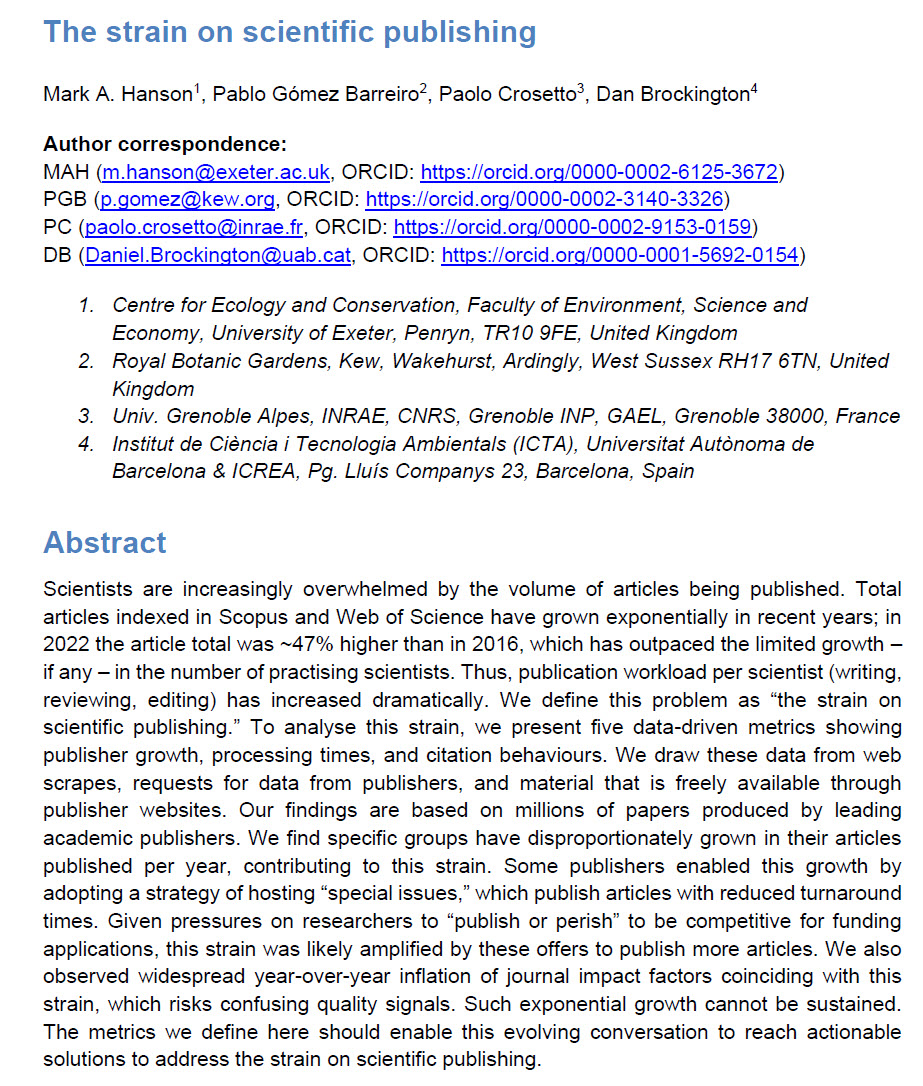 The strain on scientific publishing
Mark A. Hanson1, Pablo Gómez Barreiro2, Paolo Crosetto3, Dan Brockington4
Author correspondence:
MAH (m.hanson@exeter.ac.uk, ORCID: https://orcid.org/0000-0002-6125-3672)
PGB (p.gomez@kew.org, ORCID: https://orcid.org/0000-0002-3140-3326)
PC (paolo.crosetto@inrae.fr, ORCID: https://orcid.org/0000-0002-9153-0159)
DB (Daniel.Brockington@uab.cat, ORCID: https://orcid.org/0000-0001-5692-0154)
1. Centre for Ecology and Conservation, Faculty of Environment, Science and
Economy, University of Exeter, Penryn, TR10 9FE, United Kingdom
2. Royal Botanic Gardens, Kew, Wakehurst, Ardingly, West Sussex RH17 6TN, United
Kingdom
3. Univ. Grenoble Alpes, INRAE, CNRS, Grenoble INP, GAEL, Grenoble 38000, France
4. Institut de Ciència i Tecnologia Ambientals (ICTA), Universitat Autònoma de
Barcelona & ICREA, Pg. Lluís Companys 23, Barcelona, Spain
Abstract
Scientists are increasingly overwhelmed by the volume of articles being published. Total
articles indexed in Scopus and Web of Science have grown exponentially in recent years; in
2022 the article total was ~47% higher than in 2016, which has outpaced the limited growth –
if any – in the number of practising scientists. Thus, publication workload per scientist (writing,
reviewing, editing) has increased dramatically. We define this problem as “the strain on
scientific publishing.” To analyse this strain, we present five data-driven metrics showing
publisher growth, processing times, and citation behaviours. We draw these data from web
scrapes, requests for data from publishers, and material that is freely available through
publisher websites. Our findings are based on millions of papers produced by leading
academic publishers. We find specific groups have disproportionately grown in their articles
published per year, contributing to this strain. Some publishers enabled this growth by
adopting a strategy of hosting “special issues,” which publish articles with reduced turnaround
times. Given pressures on researchers to “publish or perish” to be competitive for funding
applications, this strain was likely amplified by these offers to publish more articles. We also
observed widespread year-over-year inflation of journal impact factors coinciding with this
strain, which risks confusing quality signals. Such exponential growth cannot be sustained.
The metrics we define here should enable this evolving conversation to reach actionable
solutions to address the strain on scientific publishing.